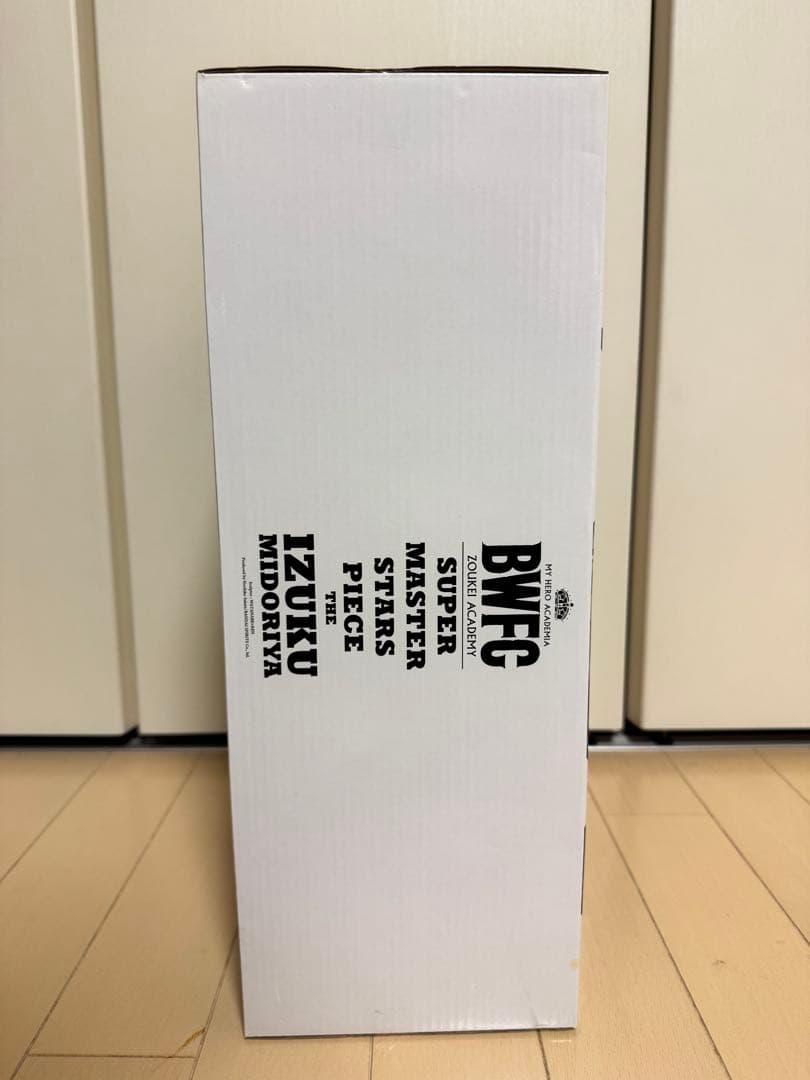 MY HERO ACADEMIA
BWFC
ZOUKEI ACADEMY
SUPER
MASTER
STARS
PIECE
THE
IZUKU
MIDORIYA